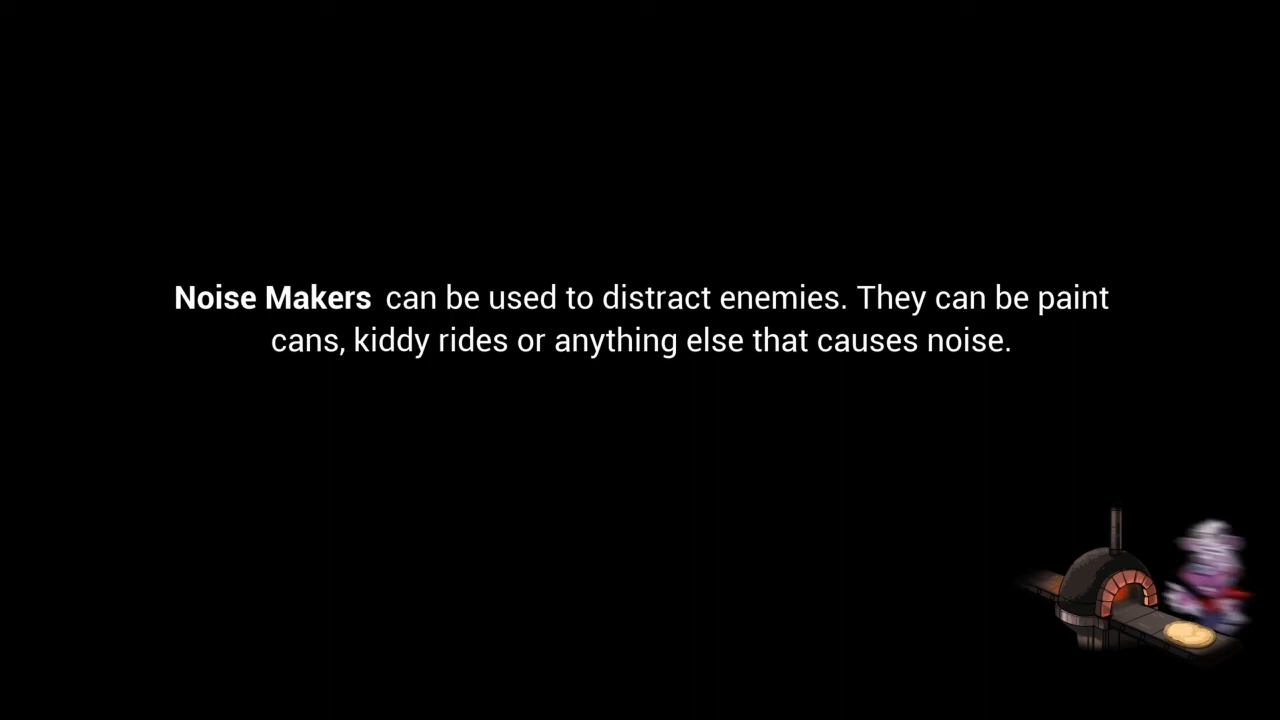 Noise Makers can be used to distract enemies. They can be paint
cans, kiddy rides or anything else that causes noise.